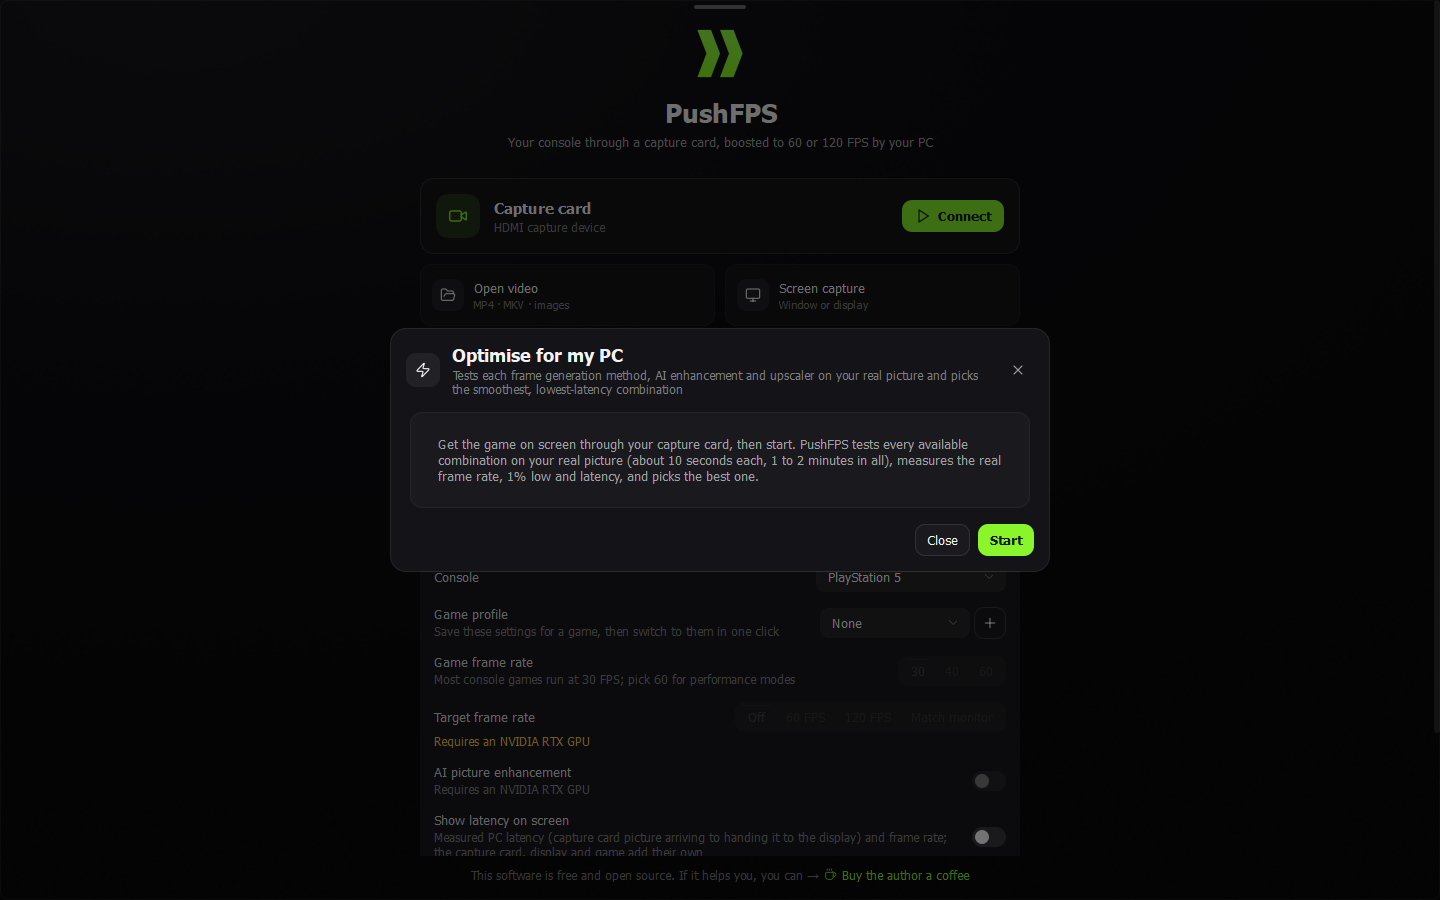 PushFPS
Your console through a capture card, boosted to 60 or 120 FPS by your PC
Capture card
HDMI capture device
Connect
Open video
MP4 · MKV · images
Screen capture
Window or display
Optimise for my PC
Tests each frame generation method, AI enhancement and upscaler on your real picture and picks
the smoothest, lowest-latency combination
Get the game on screen through your capture card, then start. PushFPS tests every available
combination on your real picture (about 10 seconds each, 1 to 2 minutes in all), measures the real
frame rate, 1% low and latency, and picks the best one.
Close
Start
Console
PlayStation 5
Game profile
Save these settings for a game, then switch to them in one click
None
Game frame rate
Most console games run at 30 FPS; pick 60 for performance modes
30 40 60
Target frame rate
Off 60 FPS 120 FPS Match monitor
Requires an NVIDIA RTX GPU
AI picture enhancement
Requires an NVIDIA RTX GPU
Show latency on screen
Measured PC latency (capture card picture arriving to handing it to the display) and frame rate;
the capture card, display and game add their own
This software is free and open source. If it helps you, you can → Buy the author a coffee